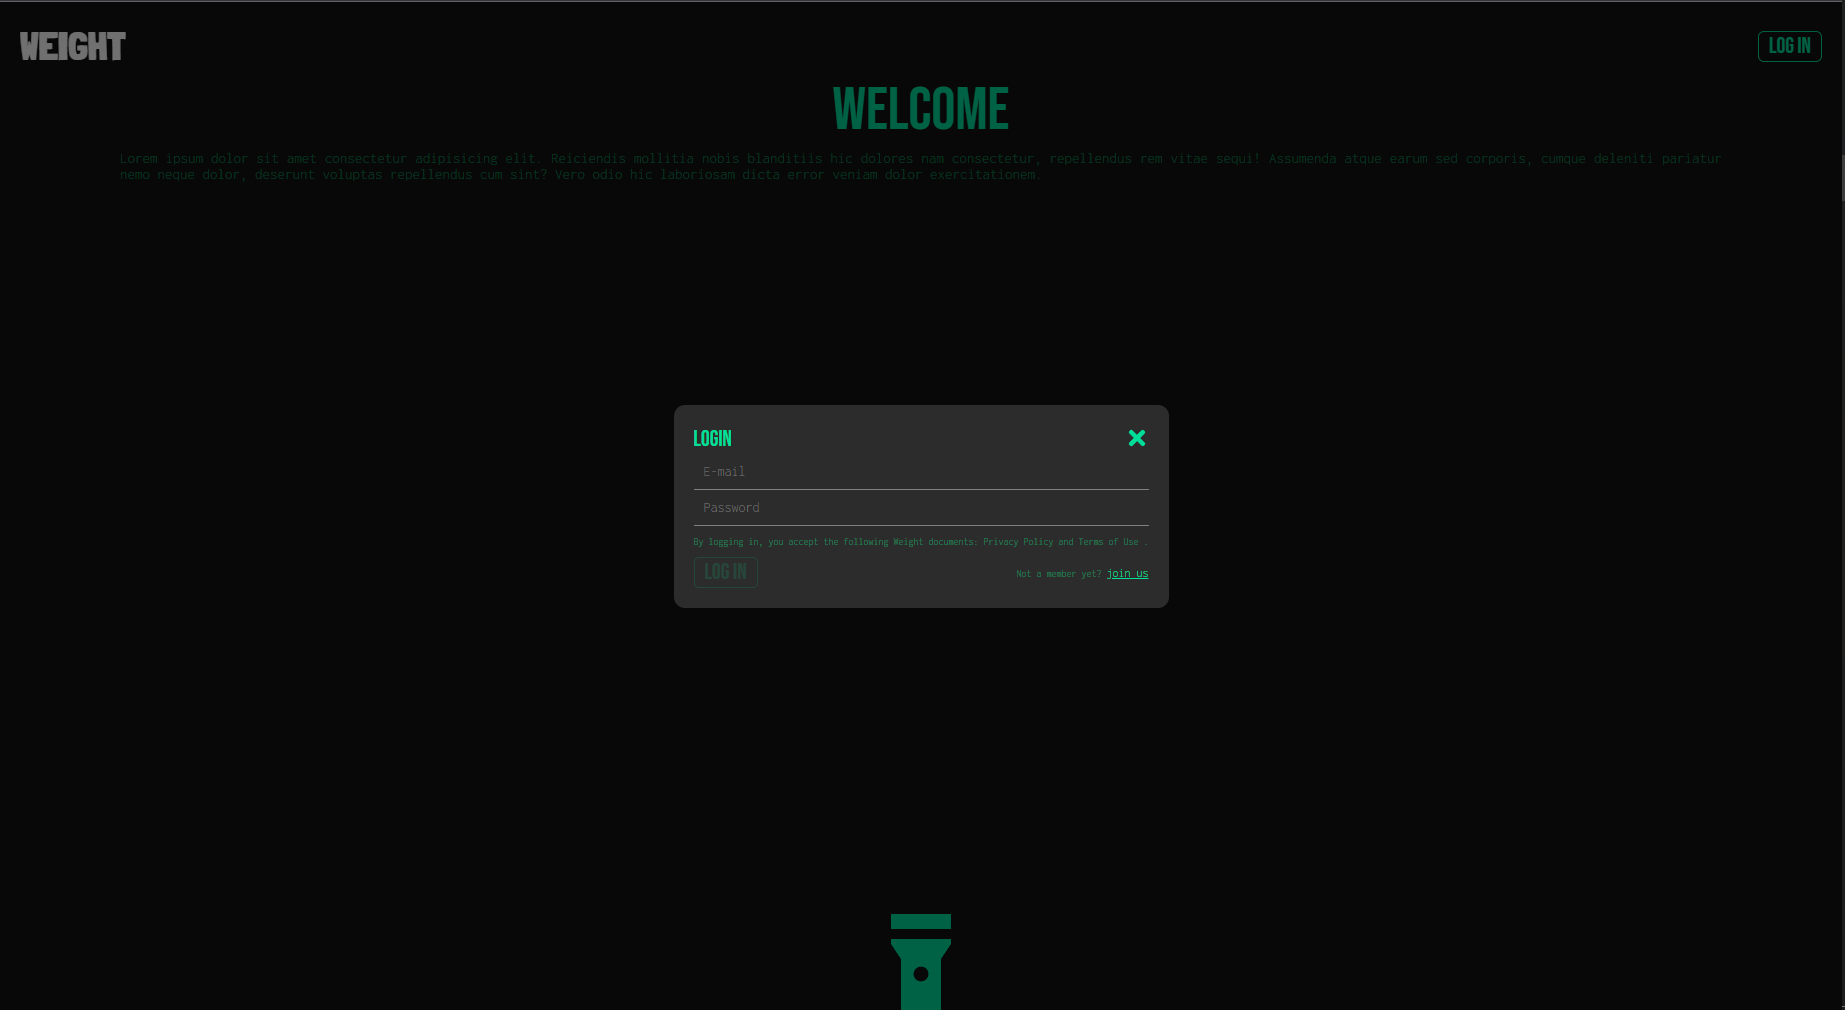 WEIGHT
LOG IN
WELCOME
Lorem ipsum dolor sit amet consectetur adipisicing elit. Reiciendis mollitia nobis blanditiis hic dolores nam consectetur, repellendus rem vitae sequi! Assumenda atque earum sed corporis, cumque deleniti pariatur
nemo neque dolor, deserunt voluptas repellendus cum sint? Vero odio hic laboriosam dicta error veniam dolor exercitationem.
LOGIN
E-mail
Password
By logging in, you accept the following Weight documents: Privacy Policy and Terms of Use .
LOG IN
Not a member yet? join us